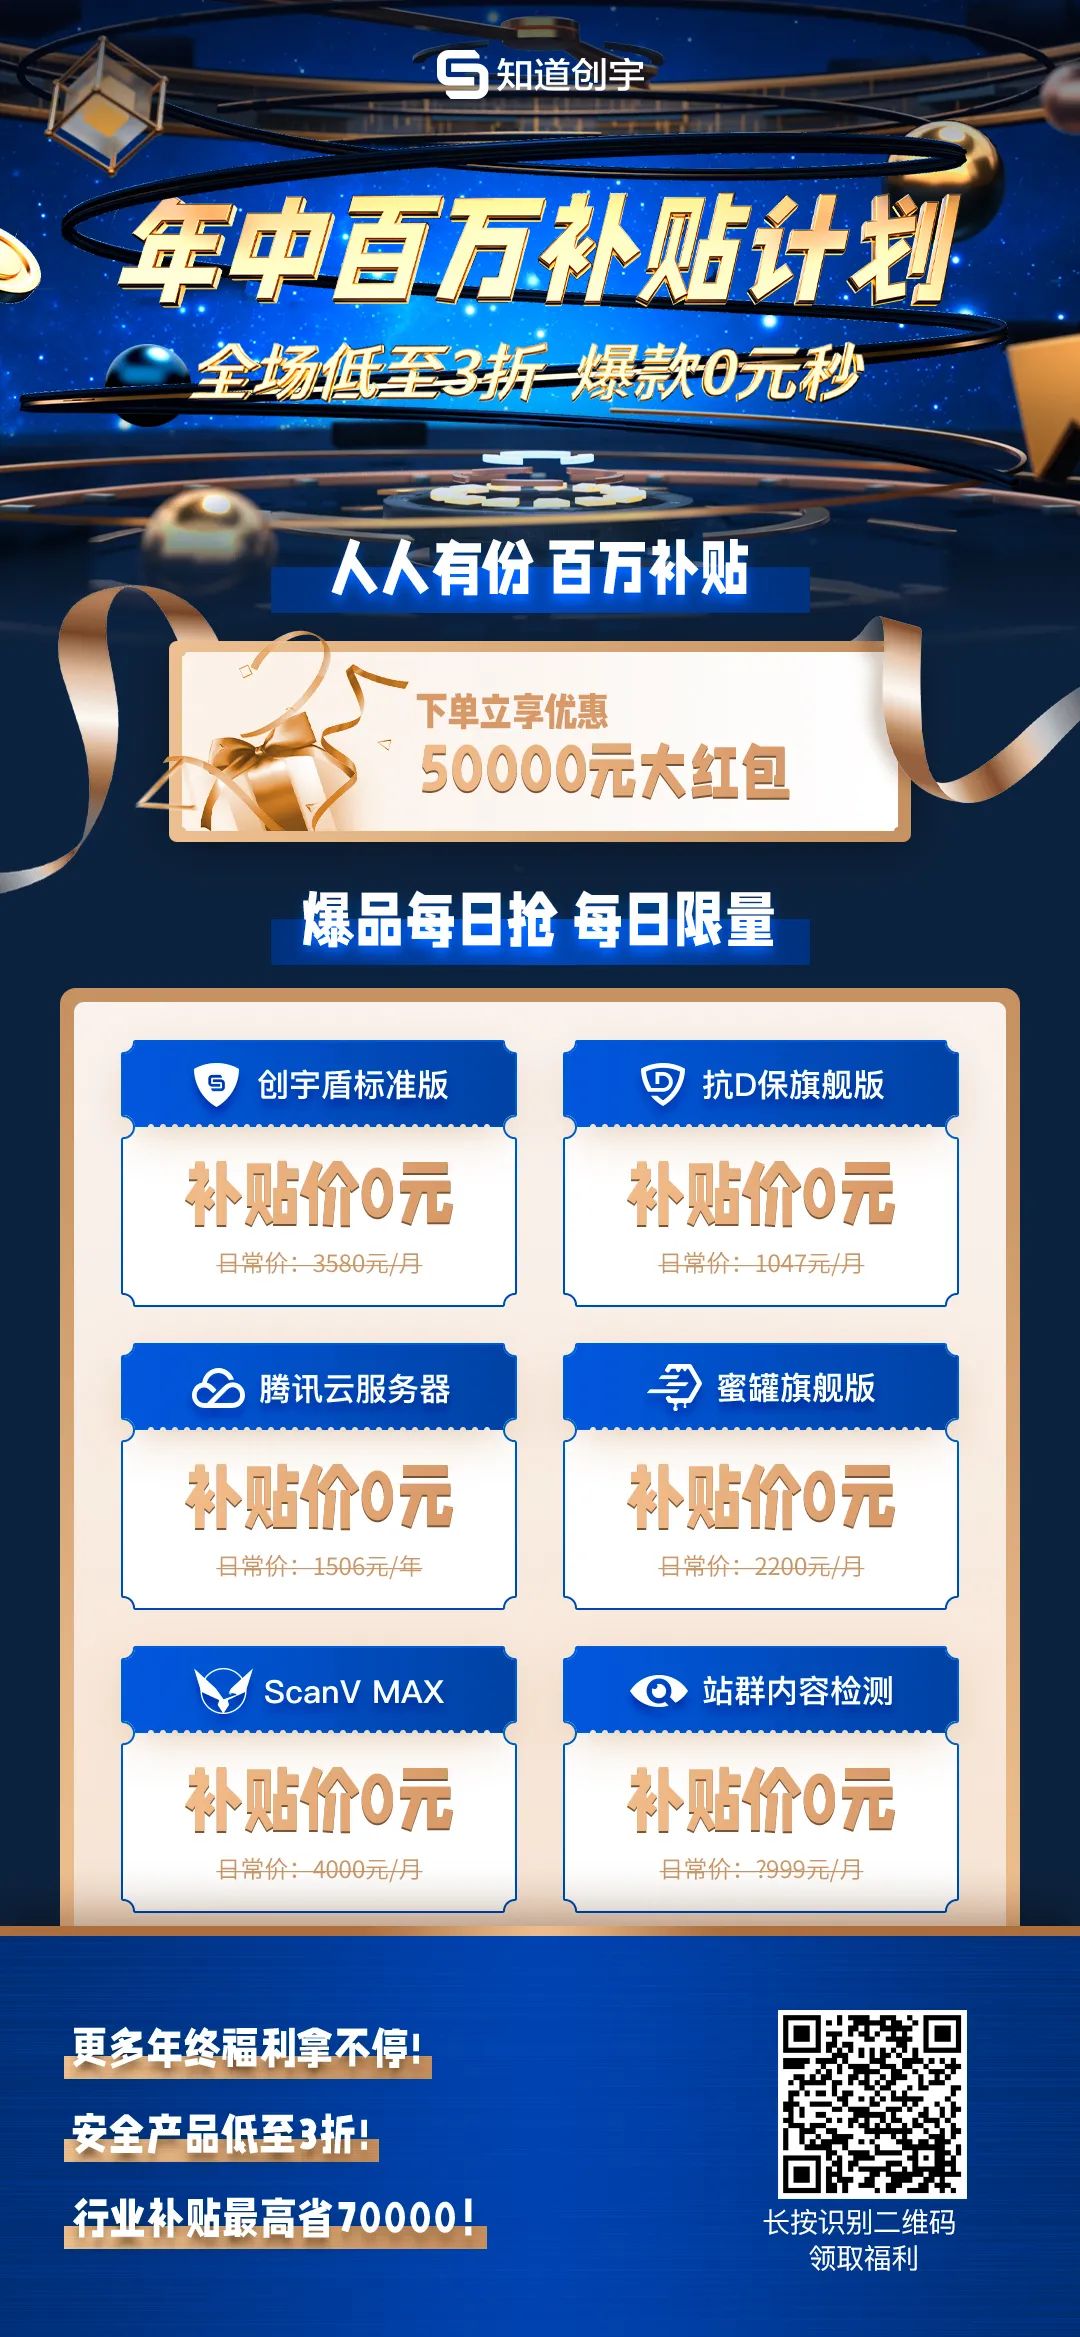 知道创宇
年中百万补贴计划
全场低至3折 爆款0元秒
人人有份 百万补贴
下单立享优惠
50000元大红包
爆品每日抢 每日限量
创宇盾标准版
抗D保旗舰版
补贴价0元
补贴价0元
日常价：3580元/月
日常价：1047元/月
腾讯云服务器
蜜罐旗舰版
补贴价0元
补贴价0元
日常价：1506元/年
日常价：2200元/月
ScanV MAX
站群内容检测
补贴价0元
补贴价0元
日常价：4000元/月
日常价：?999元/月
更多年终福利拿不停!
安全产品低至3折!
行业补贴最高省70000!
长按识别二维码
领取福利